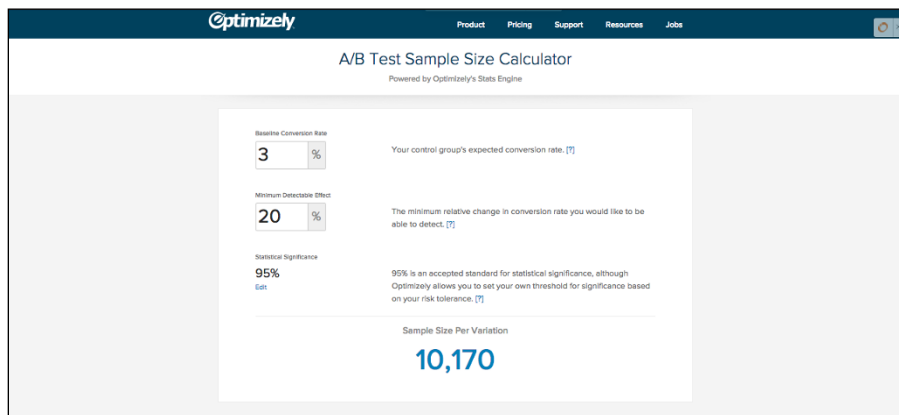 Optimizely
Product Pricing Support Resources Jobs
A/B Test Sample Size Calculator
Powered by Optimizely's Stats Engine
Baseline Conversion Rate
3 %
Your control group's expected conversion rate. [?]
Minimum Detectable Effect
20 %
The minimum relative change in conversion rate you would like to be
able to detect. [?]
Statistical Significance
95%
Edit
95% is an accepted standard for statistical significance, although
Optimizely allows you to set your own threshold for significance based
on your risk tolerance. [?]
Sample Size Per Variation
10,170